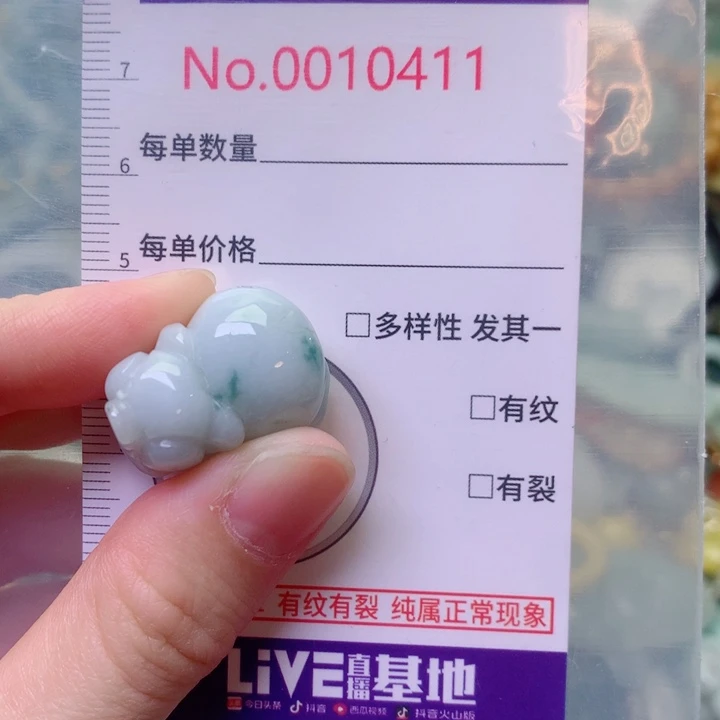 No.0010411
7
每单数量
6
每单价格
5
□多样性 发其一
□有纹
□有裂
有纹有裂 纯属正常现象
LiVE直播基地
今日头条 抖音 西瓜视频 抖音火山版